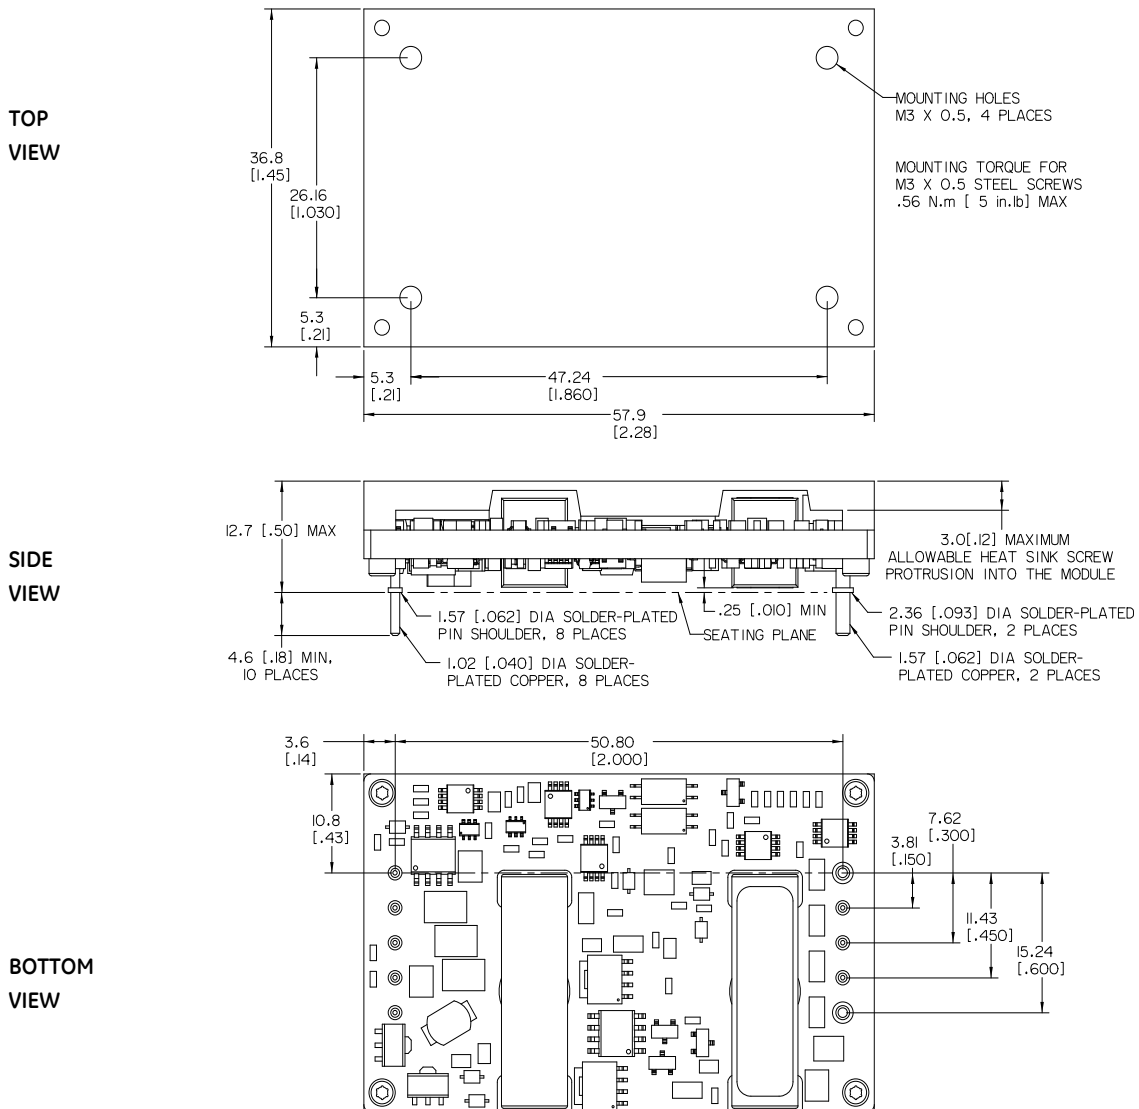 TOP
VIEW
36.8
[1.45]
26.16
[1.030]
5.3
[.21]
5.3
[.21]
47.24
[1.860]
57.9
[2.28]
MOUNTING HOLES
M3 X 0.5, 4 PLACES
MOUNTING TORQUE FOR
M3 X 0.5 STEEL SCREWS
.56 N.m [ 5 in.lb] MAX
SIDE
VIEW
12.7 [.50] MAX
4.6 [.18] MIN,
10 PLACES
1.57 [.062] DIA SOLDER-PLATED
PIN SHOULDER, 8 PLACES
1.02 [.040] DIA SOLDER-
PLATED COPPER, 8 PLACES
.25 [.010] MIN
SEATING PLANE
3.0[.12] MAXIMUM
ALLOWABLE HEAT SINK SCREW
PROTRUSION INTO THE MODULE
2.36 [.093] DIA SOLDER-PLATED
PIN SHOULDER, 2 PLACES
1.57 [.062] DIA SOLDER-
PLATED COPPER, 2 PLACES
BOTTOM
VIEW
3.6
[.14]
50.80
[2.000]
10.8
[.43]
7.62
[.300]
3.81
[.150]
11.43
[.450]
15.24
[.600]